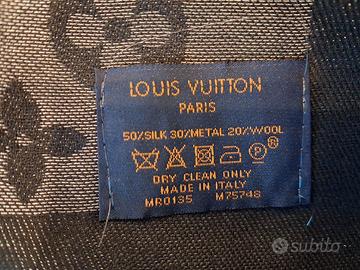 LOUIS VUITTON
PARIS
50%SILK 30%METAL 20%WOOL
P®
DRY CLEAN ONLY
MADE IN ITALY
MR0135 M75748
subito